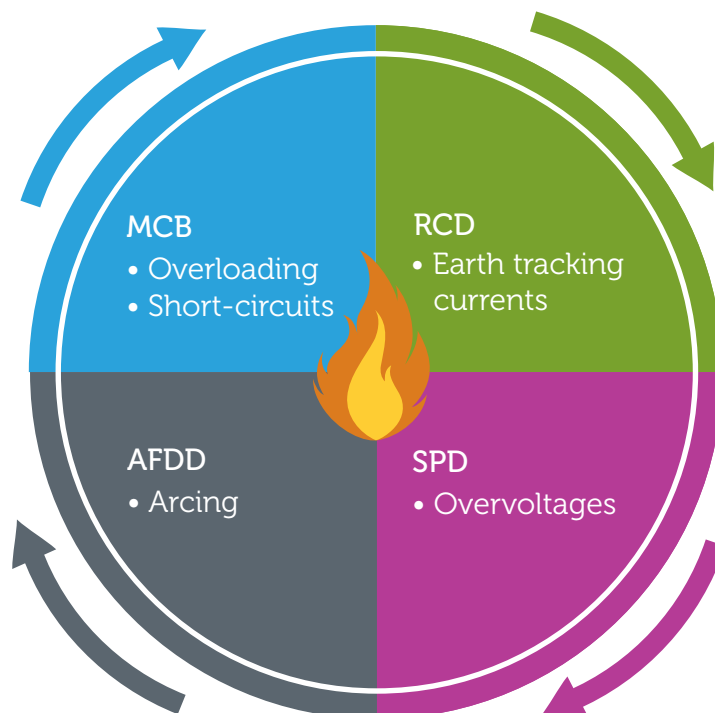 MCB
• Overloading
• Short-circuits
RCD
• Earth tracking
currents
AFDD
• Arcing
SPD
• Overvoltages